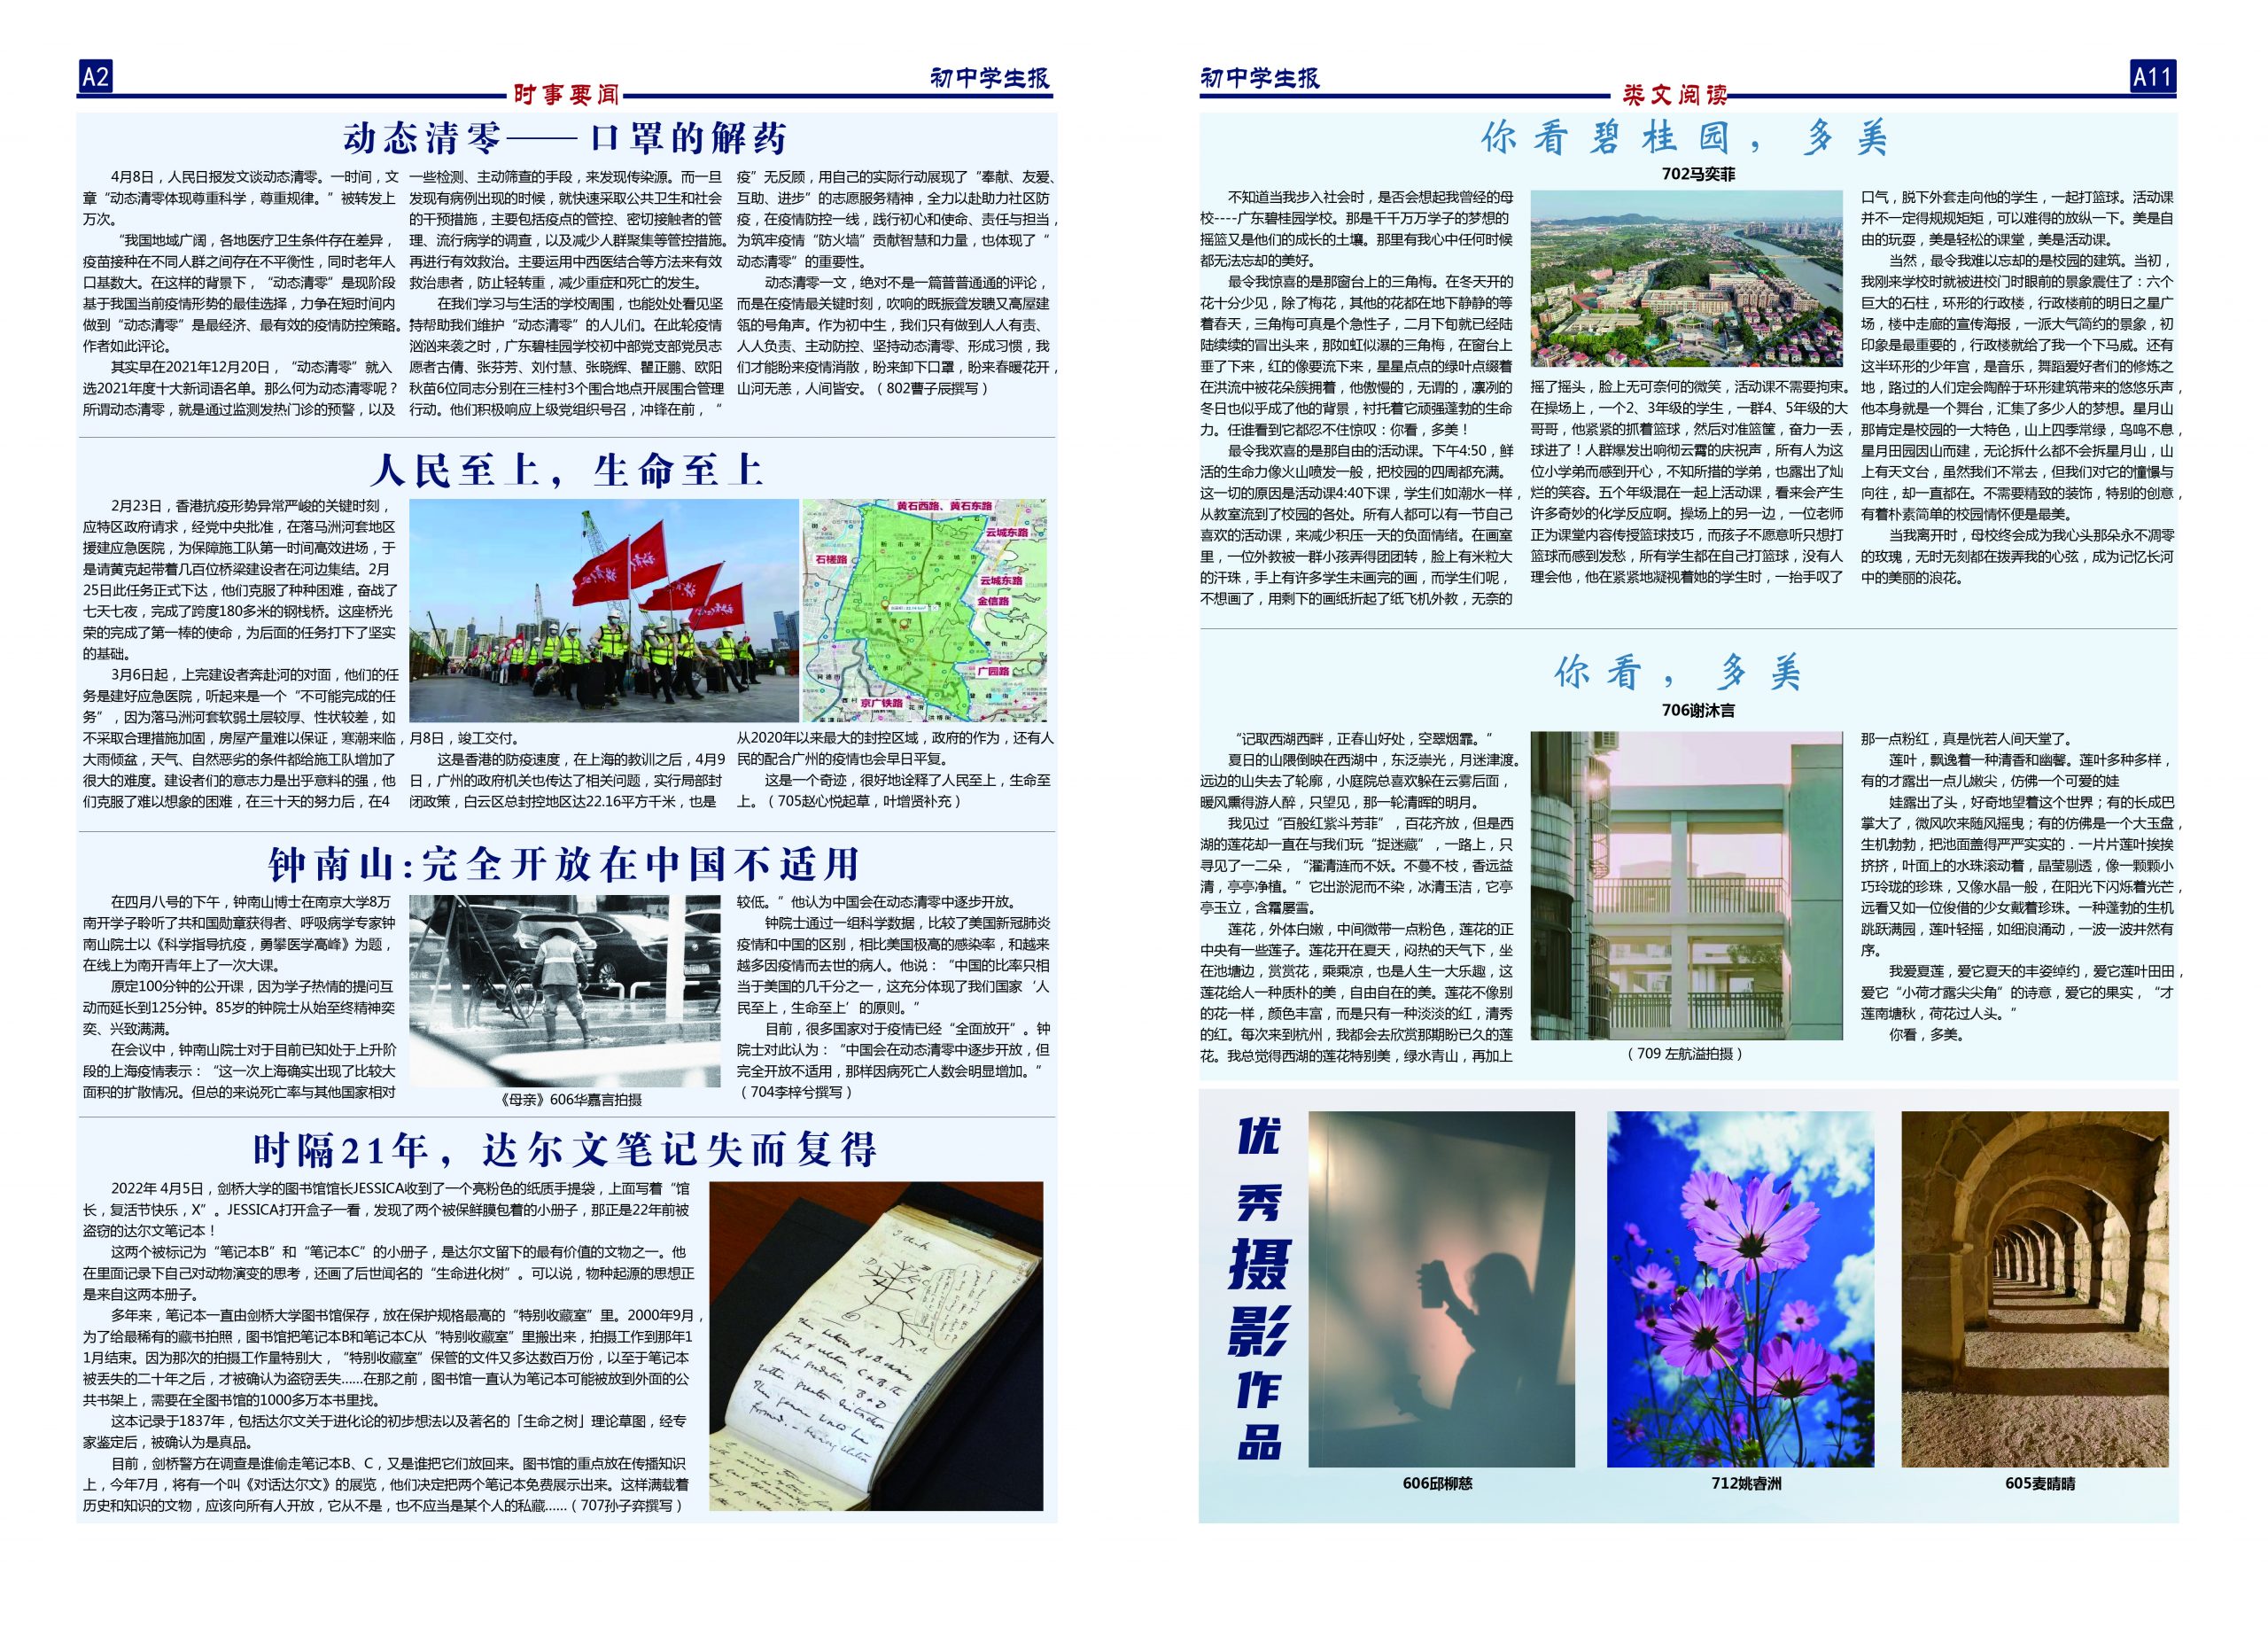 A2
时事要闻
初中学生报
动态清零——口罩的解药
4月8日，人民日报发文谈动态清零。一时间，文
章“动态清零体现尊重科学，尊重规律。”被转发上
万次。
“我国地域广阔，各地医疗卫生条件存在差异，
疫苗接种在不同人群之间存在不平衡性，同时老年人
口基数大。在这样的背景下，“动态清零”是现阶段
基于我国当前疫情形势的最佳选择，力争在短时间内
做到“动态清零”是最经济、最有效的疫情防控策略。
作者如此评论。
其实早在2021年12月20日，“动态清零”就入
选2021年度十大新词语名单。那么何为动态清零呢？
所谓动态清零，就是通过监测发热门诊的预警，以及
一些检测、主动筛查的手段，来发现传染源。而一旦
发现有病例出现的时候，就快速采取公共卫生和社会
的干预措施，主要包括疫点的管控、密切接触者的管
理、流行病学的调查，以及减少人群聚集等管控措施。
再进行有效救治。主要运用中西医结合等方法来有效
救治患者，防止轻转重，减少重症和死亡的发生。
在我们学习与生活的学校周围，也能处处看见坚
持帮助我们维护“动态清零”的人儿们。在此轮疫情
汹汹来袭之时，广东碧桂园学校初中部党支部党员志
愿者古倩、张芬芳、刘付慧、张晓辉、瞿正鹏、欧阳
秋苗6位同志分别在三桂村3个围合地点开展围合管理
行动。他们积极响应上级党组织号召，冲锋在前，“
疫”无反顾，用自己的实际行动展现了“奉献、友爱、
互助、进步”的志愿服务精神，全力以赴助力社区防
疫，在疫情防控一线，践行初心和使命、责任与担当，
为筑牢疫情“防火墙”贡献智慧和力量，也体现了“
动态清零”的重要性。
动态清零一文，绝对不是一篇普普通通的评论，
而是在疫情最关键时刻，吹响的既振聋发聩又高屋建
瓴的号角声。作为初中生，我们只有做到人人有责、
人人负责、主动防控、坚持动态清零、形成习惯，我
们才能盼来疫情消散，盼来卸下口罩，盼来春暖花开，
山河无恙，人间皆安。（802曹子辰撰写）
人民至上，生命至上
2月23日，香港抗疫形势异常严峻的关键时刻，
应特区政府请求，经党中央批准，在落马洲河套地区
援建应急医院，为保障施工队第一时间高效进场，于
是请黄克起带着几百位桥梁建设者在河边集结。2月
25日此任务正式下达，他们克服了种种困难，奋战了
七天七夜，完成了跨度180多米的钢栈桥。这座桥光
荣的完成了第一棒的使命，为后面的任务打下了坚实
的基础。
3月6日起，上完建设者奔赴河的对面，他们的任
务是建好应急医院，听起来是一个“不可能完成的任
务”，因为落马洲河套软弱土层较厚、性状较差，如
不采取合理措施加固，房屋产量难以保证，寒潮来临，
大雨倾盆，天气、自然恶劣的条件都给施工队增加了
很大的难度。建设者们的意志力是出乎意料的强，他
们克服了难以想象的困难，在三十天的努力后，在4
月8日，竣工交付。
这是香港的防疫速度，在上海的教训之后，4月9
日，广州的政府机关也传达了相关问题，实行局部封
闭政策，白云区总封控地区达22.16平方千米，也是
黄石西路、黄石东路
云城东路
石槎路
云城东路
金信路
广园路
京广铁路
从2020年以来最大的封控区域，政府的作为，还有人
民的配合广州的疫情也会早日平复。
这是一个奇迹，很好地诠释了人民至上，生命至
上。（705赵心悦起草，叶增贤补充）
钟南山:完全开放在中国不适用
在四月八号的下午，钟南山博士在南京大学8万
南开学子聆听了共和国勋章获得者、呼吸病学专家钟
南山院士以《科学指导抗疫，勇攀医学高峰》为题，
在线上为南开青年上了一次大课。
原定100分钟的公开课，因为学子热情的提问互
动而延长到125分钟。85岁的钟院士从始至终精神奕
奕、兴致满满。
在会议中，钟南山院士对于目前已知处于上升阶
段的上海疫情表示：“这一次上海确实出现了比较大
面积的扩散情况。但总的来说死亡率与其他国家相对
《母亲》606华嘉言拍摄
较低。”他认为中国会在动态清零中逐步开放。
钟院士通过一组科学数据，比较了美国新冠肺炎
疫情和中国的区别，相比美国极高的感染率，和越来
越多因疫情而去世的病人。他说：“中国的比率只相
当于美国的几千分之一，这充分体现了我们国家‘人
民至上，生命至上’的原则。”
目前，很多国家对于疫情已经“全面放开”。钟
院士对此认为：“中国会在动态清零中逐步开放，但
完全开放不适用，那样因病死亡人数会明显增加。”
（704李梓兮撰写）
时隔21年，达尔文笔记失而复得
2022年 4月5日，剑桥大学的图书馆馆长JESSICA收到了一个亮粉色的纸质手提袋，上面写着“馆
长，复活节快乐，X”。JESSICA打开盒子一看，发现了两个被保鲜膜包着的小册子，那正是22年前被
盗窃的达尔文笔记本！
这两个被标记为“笔记本B”和“笔记本C”的小册子，是达尔文留下的最有价值的文物之一。他
在里面记录下自己对动物演变的思考，还画了后世闻名的“生命进化树”。可以说，物种起源的思想正
是来自这两本册子。
多年来，笔记本一直由剑桥大学图书馆保存，放在保护规格最高的“特别收藏室”里。2000年9月，
为了给最稀有的藏书拍照，图书馆把笔记本B和笔记本C从“特别收藏室”里搬出来，拍摄工作到那年1
1月结束。因为那次的拍摄工作量特别大，“特别收藏室”保管的文件又多达数百万份，以至于笔记本
被丢失的二十年之后，才被确认为盗窃丢失……在那之前，图书馆一直认为笔记本可能被放到外面的公
共书架上，需要在全图书馆的1000多万本书里找。
这本记录于1837年，包括达尔文关于进化论的初步想法以及著名的「生命之树」理论草图，经专
家鉴定后，被确认为是真品。
目前，剑桥警方在调查是谁偷走笔记本B、C，又是谁把它们放回来。图书馆的重点放在传播知识
上，今年7月，将有一个叫《对话达尔文》的展览，他们决定把两个笔记本免费展示出来。这样满载着
历史和知识的文物，应该向所有人开放，它从不是，也不应当是某个人的私藏……（707孙子弈撰写）
I think
初中学生报
类文阅读
A11
你看碧桂园，多美
702马奕菲
不知道当我步入社会时，是否会想起我曾经的母
校----广东碧桂园学校。那是千千万万学子的梦想的
摇篮又是他们的成长的土壤。那里有我心中任何时候
都无法忘却的美好。
最令我惊喜的是那窗台上的三角梅。在冬天开的
花十分少见，除了梅花，其他的花都在地下静静的等
着春天，三角梅可真是个急性子，二月下旬就已经陆
陆续续的冒出头来，那如虹似瀑的三角梅，在窗台上
垂了下来，红的像要流下来，星星点点的绿叶点缀着
在洪流中被花朵簇拥着，他傲慢的，无谓的，凛冽的
冬日也似乎成了他的背景，衬托着它顽强蓬勃的生命
力。任谁看到它都忍不住惊叹：你看，多美！
最令我欢喜的是那自由的活动课。下午4:50，鲜
活的生命力像火山喷发一般，把校园的四周都充满。
这一切的原因是活动课4:40下课，学生们如潮水一样，
从教室流到了校园的各处。所有人都可以有一节自己
喜欢的活动课，来减少积压一天的负面情绪。在画室
里，一位外教被一群小孩弄得团团转，脸上有米粒大
的汗珠，手上有许多学生未画完的画，而学生们呢，
不想画了，用剩下的画纸折起了纸飞机外教，无奈的
摇了摇头，脸上无可奈何的微笑，活动课不需要拘束。
在操场上，一个2、3年级的学生，一群4、5年级的大
哥哥，他紧紧的抓着篮球，然后对准篮筐，奋力一丢，
球进了！人群爆发出响彻云霄的庆祝声，所有人为这
位小学弟而感到开心，不知所措的学弟，也露出了灿
烂的笑容。五个年级混在一起上活动课，看来会产生
许多奇妙的化学反应啊。操场上的另一边，一位老师
正为课堂内容传授篮球技巧，而孩子不愿意听只想打
篮球而感到发愁，所有学生都在自己打篮球，没有人
理会他，他在紧紧地凝视着她的学生时，一抬手叹了
口气，脱下外套走向他的学生，一起打篮球。活动课
并不一定得规规矩矩，可以难得的放纵一下。美是自
由的玩耍，美是轻松的课堂，美是活动课。
当然，最令我难以忘却的是校园的建筑。当初，
我刚来学校时就被进校门时眼前的景象震住了：六个
巨大的石柱，环形的行政楼，行政楼前的明日之星广
场，楼中走廊的宣传海报，一派大气简约的景象，初
印象是最重要的，行政楼就给了我一个下马威。还有
这半环形的少年宫，是音乐，舞蹈爱好者们的修炼之
地，路过的人们定会陶醉于环形建筑带来的悠悠乐声，
他本身就是一个舞台，汇集了多少人的梦想。星月山
那肯定是校园的一大特色，山上四季常绿，鸟鸣不息，
星月田园因山而建，无论拆什么都不会拆星月山，山
上有天文台，虽然我们不常去，但我们对它的憧憬与
向往，却一直都在。不需要精致的装饰，特别的创意，
有着朴素简单的校园情怀便是最美。
当我离开时，母校终会成为我心头那朵永不凋零
的玫瑰，无时无刻都在拨弄我的心弦，成为记忆长河
中的美丽的浪花。
你看，多美
706谢沐言
“记取西湖西畔，正春山好处，空翠烟霏。”
夏日的山隈倒映在西湖中，东泛崇光，月迷津渡。
远边的山失去了轮廓，小庭院总喜欢躲在云雾后面，
暖风熏得游人醉，只望见，那一轮清晖的明月。
我见过“百般红紫斗芳菲”，百花齐放，但是西
湖的莲花却一直在与我们玩“捉迷藏”，一路上，只
寻见了一二朵，“濯清涟而不妖。不蔓不枝，香远益
清，亭亭净植。”它出淤泥而不染，冰清玉洁，它亭
亭玉立，含霜屡雪。
莲花，外体白嫩，中间微带一点粉色，莲花的正
中央有一些莲子。莲花开在夏天，闷热的天气下，坐
在池塘边，赏赏花，乘乘凉，也是人生一大乐趣，这
莲花给人一种质朴的美，自由自在的美。莲花不像别
的花一样，颜色丰富，而是只有一种淡淡的红，清秀
的红。每次来到杭州，我都会去欣赏那期盼已久的莲
花。我总觉得西湖的莲花特别美，绿水青山，再加上
（709 左航溢拍摄）
那一点粉红，真是恍若人间天堂了。
莲叶，飘逸着一种清香和幽馨。莲叶多种多样，
有的才露出一点儿嫩尖，仿佛一个可爱的娃
娃露出了头，好奇地望着这个世界；有的长成巴
掌大了，微风吹来随风摇曳；有的仿佛是一个大玉盘，
生机勃勃，把池面盖得严严实实的．一片片莲叶挨挨
挤挤，叶面上的水珠滚动着，晶莹剔透，像一颗颗小
巧玲珑的珍珠，又像水晶一般，在阳光下闪烁着光芒，
远看又如一位俊借的少女戴着珍珠。一种蓬勃的生机
跳跃满园，莲叶轻摇，如细浪涌动，一波一波井然有
序。
我爱夏莲，爱它夏天的丰姿绰约，爱它莲叶田田，
爱它“小荷才露尖尖角”的诗意，爱它的果实，“才
莲南塘秋，荷花过人头。”
你看，多美。
优秀摄影作品
606邱柳慈
712姚睿洲
605麦晴晴